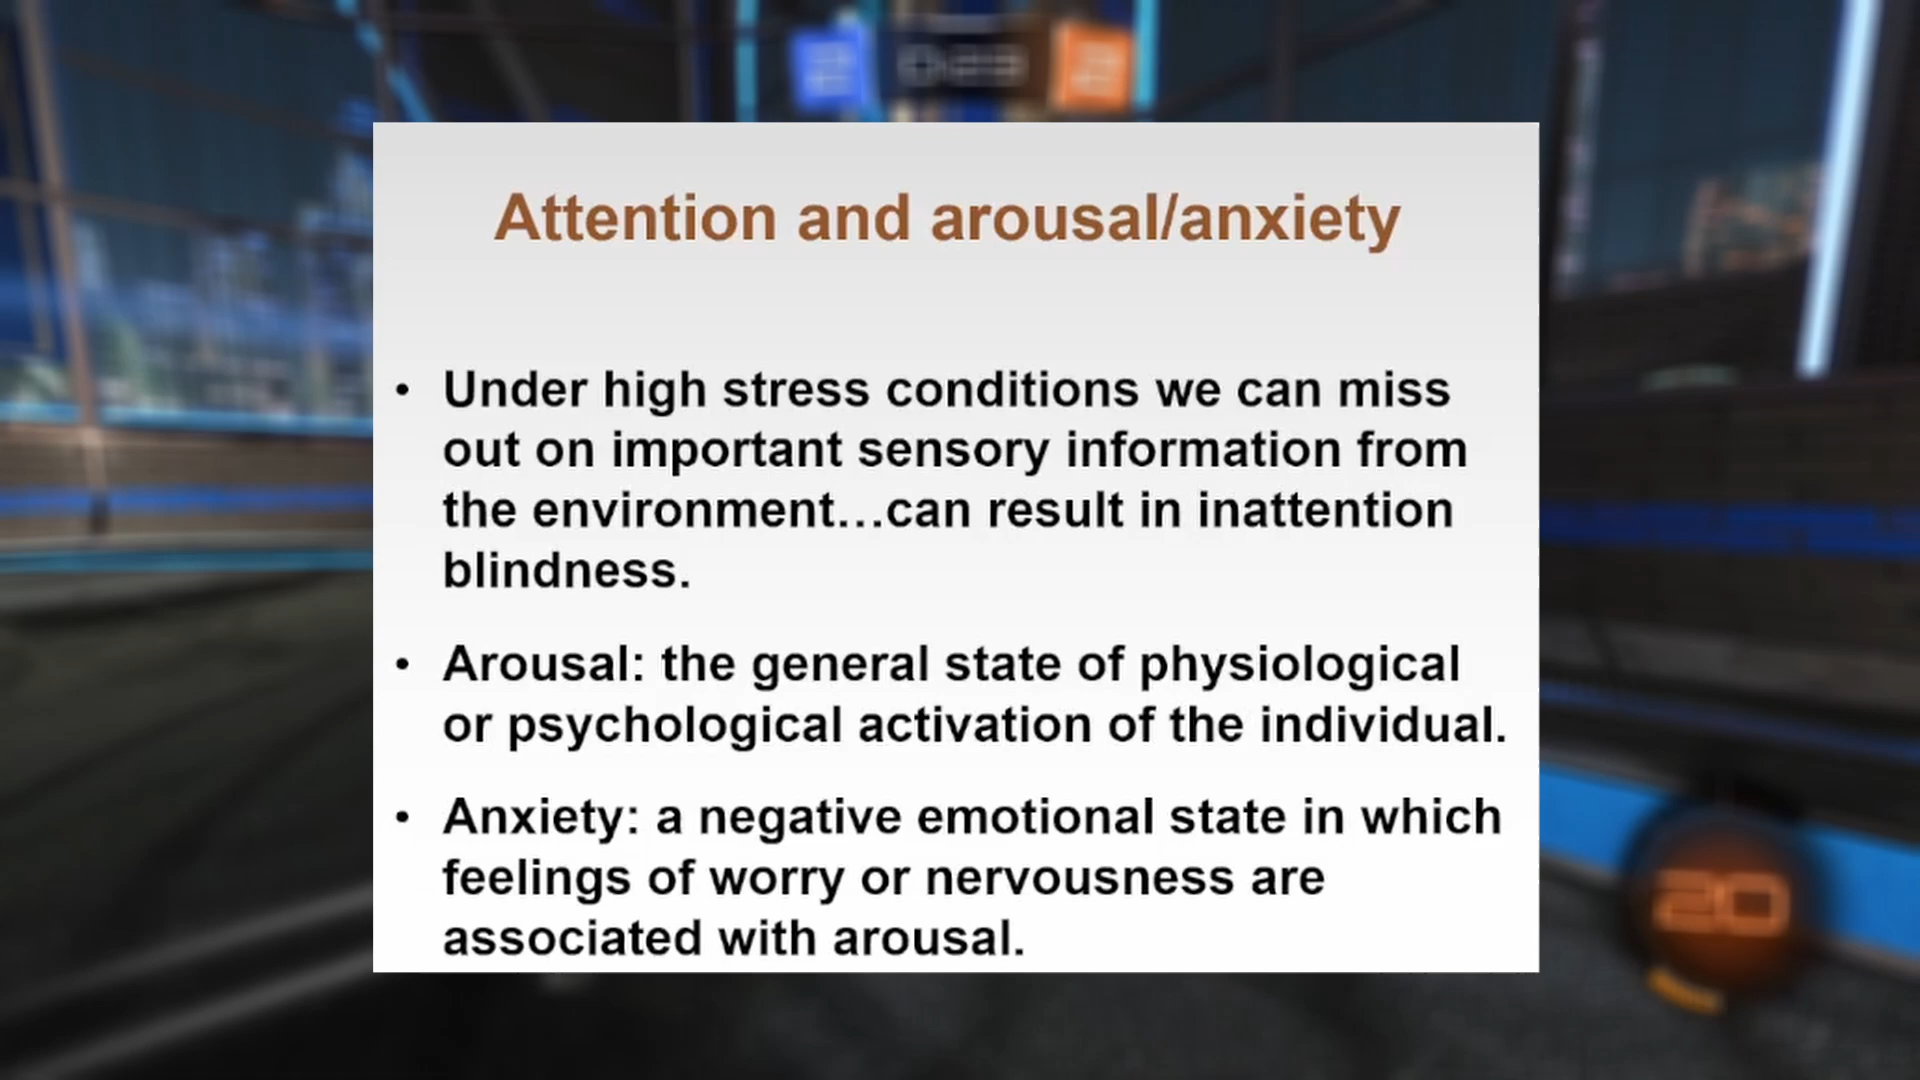 Attention and arousal/anxiety
• Under high stress conditions we can miss
out on important sensory information from
the environment…can result in inattention
blindness.
• Arousal: the general state of physiological
or psychological activation of the individual.
• Anxiety: a negative emotional state in which
feelings of worry or nervousness are
associated with arousal.
20